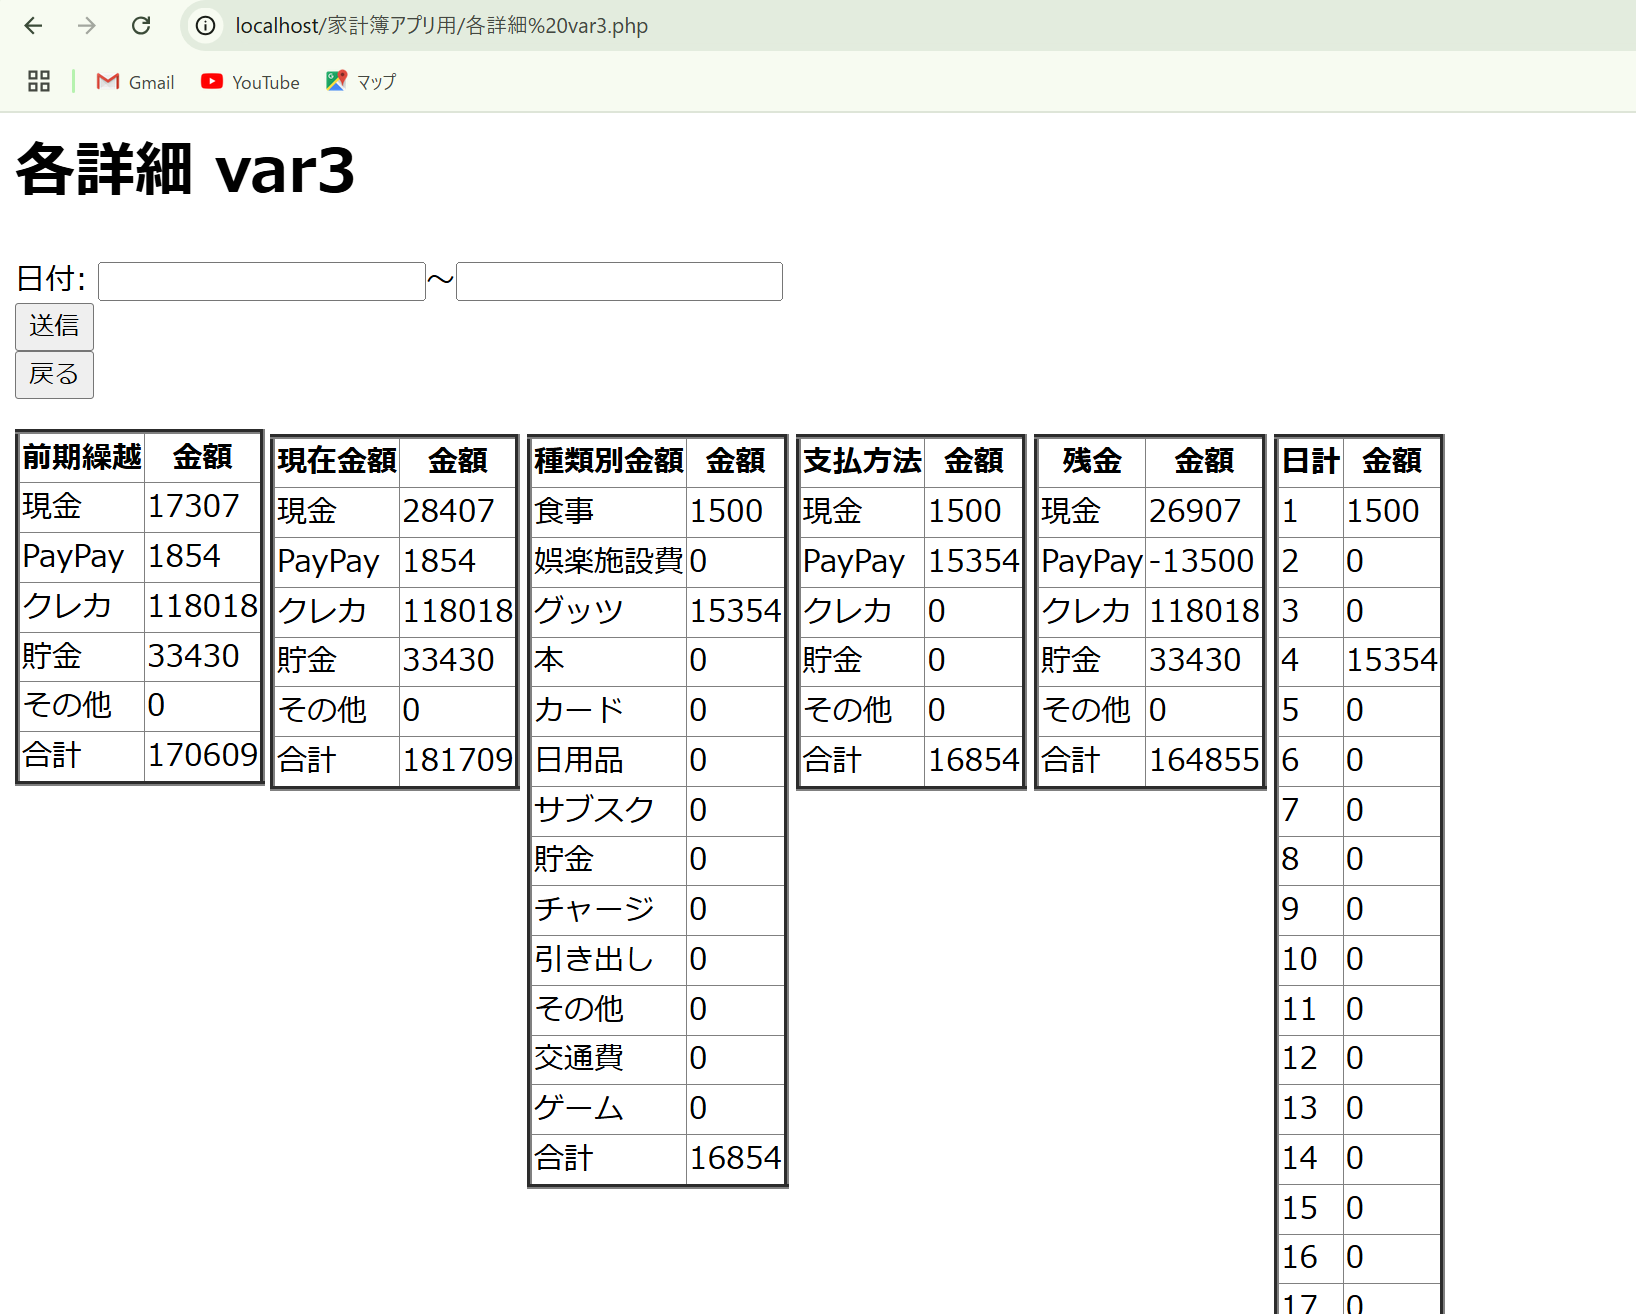 localhost/家計簿アプリ用/各詳細%20var3.php
Gmail YouTube マップ
各詳細 var3
日付: ～
送信
戻る
前期繰越 金額
現金 17307
PayPay 1854
クレカ 118018
貯金 33430
その他 0
合計 170609
現在金額 金額
現金 28407
PayPay 1854
クレカ 118018
貯金 33430
その他 0
合計 181709
種類別金額 金額
食事 1500
娯楽施設費 0
グッツ 15354
本 0
カード 0
日用品 0
サブスク 0
貯金 0
チャージ 0
引き出し 0
その他 0
交通費 0
ゲーム 0
合計 16854
支払方法 金額
現金 1500
PayPay 15354
クレカ 0
貯金 0
その他 0
合計 16854
残金 金額
現金 26907
PayPay -13500
クレカ 118018
貯金 33430
その他 0
合計 164855
日計 金額
1 1500
2 0
3 0
4 15354
5 0
6 0
7 0
8 0
9 0
10 0
11 0
12 0
13 0
14 0
15 0
16 0
17 0